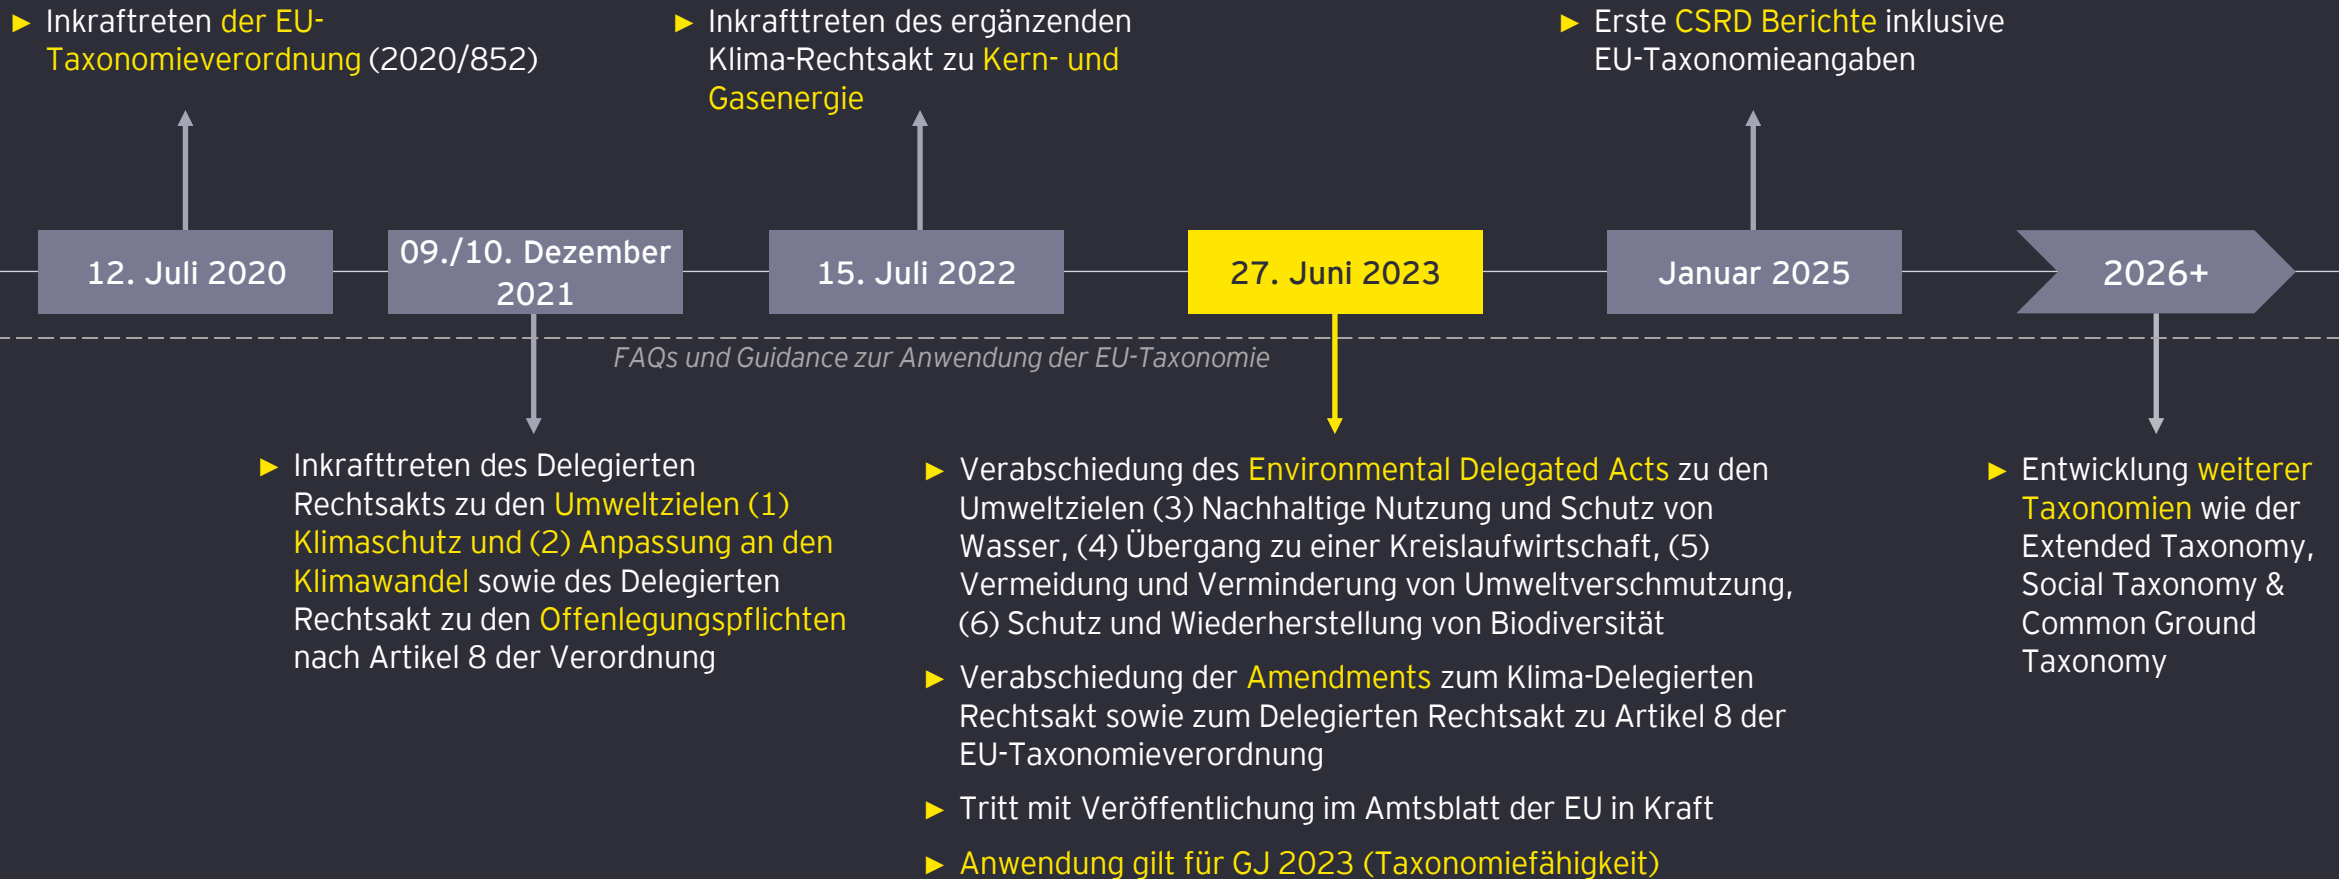 ► Inkraftreten der EU-
Taxonomieverordnung (2020/852)
► Inkrafttreten des ergänzenden
Klima-Rechtsakt zu Kern- und
Gasenergie
► Erste CSRD Berichte inklusive
EU-Taxonomieangaben
12. Juli 2020
09./10. Dezember
2021
15. Juli 2022
27. Juni 2023
Januar 2025
2026+
FAQs und Guidance zur Anwendung der EU-Taxonomie
► Inkrafttreten des Delegierten
Rechtsakts zu den Umweltzielen (1)
Klimaschutz und (2) Anpassung an den
Klimawandel sowie des Delegierten
Rechtsakt zu den Offenlegungspflichten
nach Artikel 8 der Verordnung
► Verabschiedung des Environmental Delegated Acts zu den
Umweltzielen (3) Nachhaltige Nutzung und Schutz von
Wasser, (4) Übergang zu einer Kreislaufwirtschaft, (5)
Vermeidung und Verminderung von Umweltverschmutzung,
(6) Schutz und Wiederherstellung von Biodiversität
► Verabschiedung der Amendments zum Klima-Delegierten
Rechtsakt sowie zum Delegierten Rechtsakt zu Artikel 8 der
EU-Taxonomieverordnung
► Tritt mit Veröffentlichung im Amtsblatt der EU in Kraft
► Anwendung gilt für GJ 2023 (Taxonomiefähigkeit)
► Entwicklung weiterer
Taxonomien wie der
Extended Taxonomy,
Social Taxonomy &
Common Ground
Taxonomy